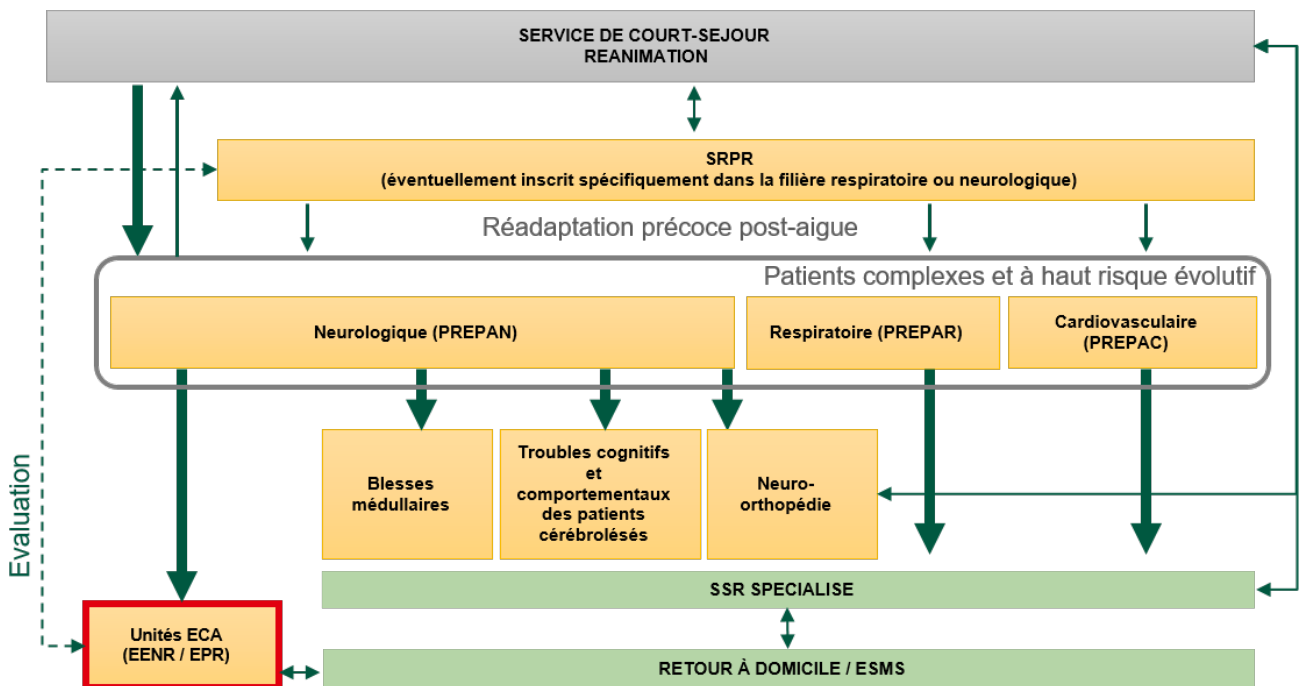 SERVICE DE COURT-SEJOUR
REANIMATION
SRPR
(éventuellement inscrit spécifiquement dans la filière respiratoire ou neurologique)
Réadaptation précoce post-aigue
Patients complexes et à haut risque évolutif
Neurologique (PREPAN)
Respiratoire (PREPAR)
Cardiovasculaire
(PREPAC)
Blesses
médullaires
Troubles cognitifs
et
comportementaux
des patients
cérébrolésés
Neuro-
orthopédie
Evaluation
SSR SPECIALISE
Unités ECA
(EENR / EPR)
RETOUR À DOMICILE / ESMS